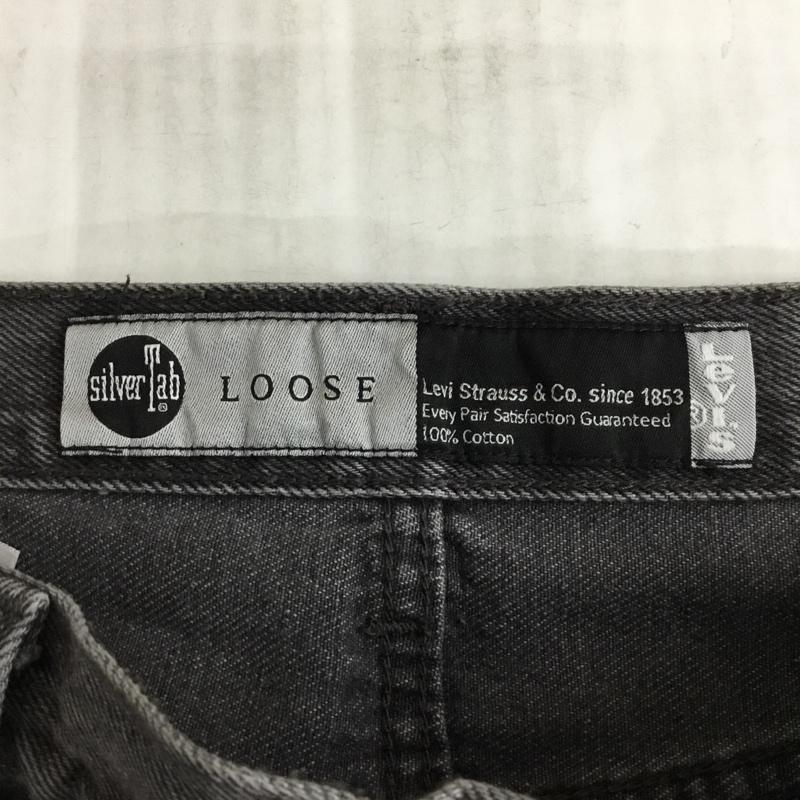 silverTab®
LOOSE
Levi Strauss & Co. since 1853
Every Pair Satisfaction Guaranteed
100% Cotton
Levi's
®